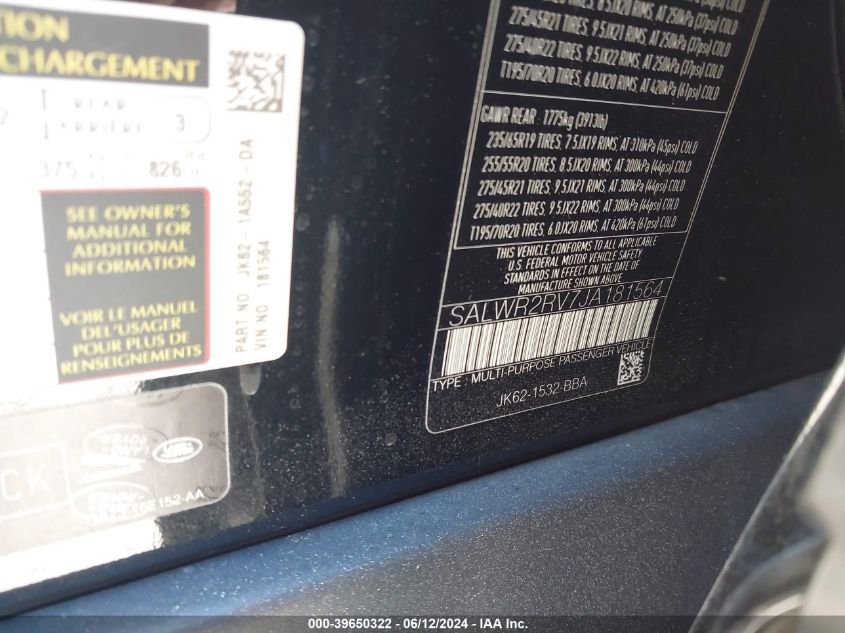 TION
CHARGEMENT
REAR
ARRIÈRE 3
375
826
SEE OWNER'S
MANUAL FOR
ADDITIONAL
INFORMATION
VOIR LE MANUEL
DEL'USAGER
POUR PLUS DE
RENSEIGNEMENTS
PART NO JK62 - 1A552 - DA
VIN NO 181564
275/45R21 TIRES, 9.5JX21 RIMS, AT 250kPa (37psi) COLD
275/40R22 TIRES, 9.5JX22 RIMS, AT 250kPa (37psi) COLD
T195/70R20 TIRES, 6.0JX20 RIMS, AT 420kPa (61psi) COLD
GAWR REAR 1775kg (3913lb)
235/65R19 TIRES, 7.5JX19 RIMS, AT 310kPa (45psi) COLD
255/55R20 TIRES, 8.5JX20 RIMS, AT 300kPa (44psi) COLD
275/45R21 TIRES, 9.5JX21 RIMS, AT 300kPa (44psi) COLD
275/40R22 TIRES, 9.5JX22 RIMS, AT 300kPa (44psi) COLD
T195/70R20 TIRES, 6.0JX20 RIMS, AT 420kPa (61psi) COLD
THIS VEHICLE CONFORMS TO ALL APPLICABLE
U.S. FEDERAL MOTOR VEHICLE SAFETY
STANDARDS IN EFFECT ON THE DATE OF
MANUFACTURE SHOWN ABOVE
SALWR2RV7JA181564
TYPE : MULTI-PURPOSE PASSENGER VEHICLE
JK62-1532-BBA
LAND ROVER
CK
16E152-AA
000-39650322 - 06/12/2024 - IAA Inc.